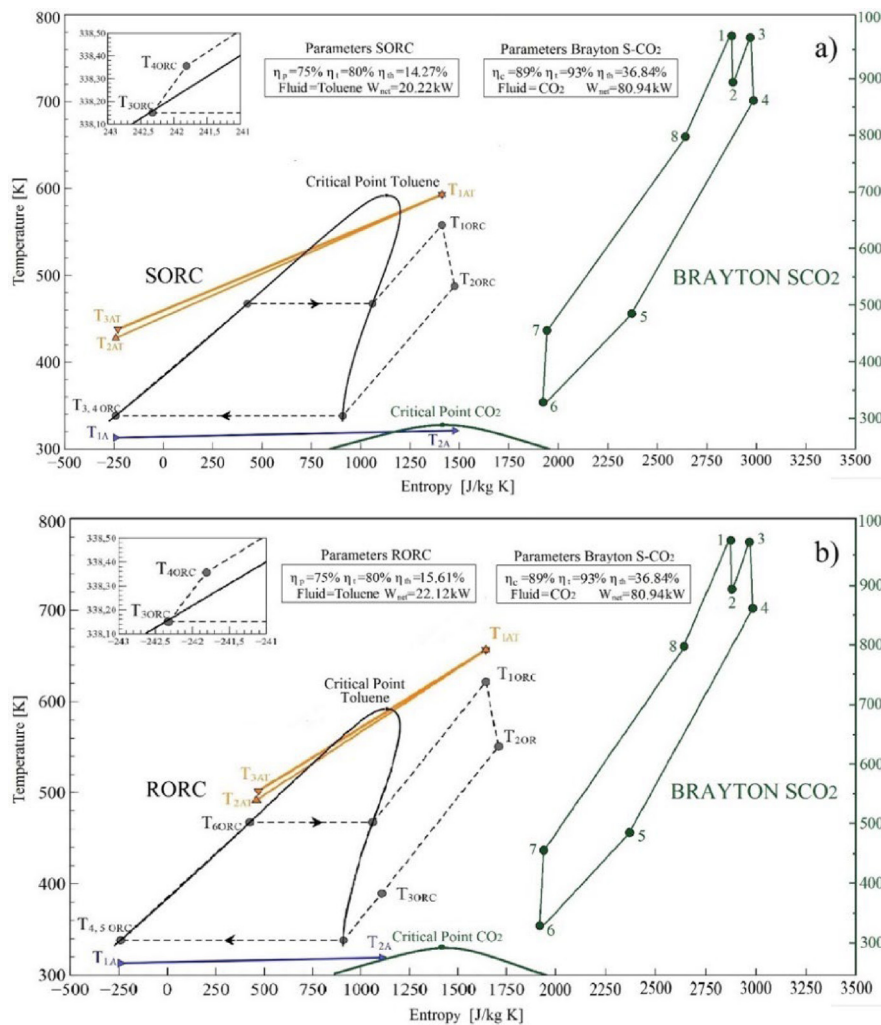 800
338,50
338,40
338,30
338,20
338,10
T4ORC
T3ORC
243
242,5
242
241,5
241
Parameters SORC
ηp=75% ηt=80% ηth=14.27%
Fluid=Toluene Wnet=20.22kW
Parameters Brayton S-CO2
ηc=89% ηt=93% ηth=36.84%
Fluid=CO2 Wnet=80.94kW
a)
1
3
2
4
8
7
5
6
Critical Point Toluene
T1AT
T1ORC
T2ORC
SORC
BRAYTON SCO2
T3AT
T2AT
T3, 4 ORC
T1A
T2A
Critical Point CO2
Temperature [K]
800
700
600
500
400
300
100
900
800
700
600
500
400
300
−500 −250 0 250 500 750 1000 1250 1500 1750 2000 2250 2500 2750 3000 3250 3500
Entropy [J/kg K]
338,50
338,40
338,30
338,20
338,10
T4ORC
T3ORC
−243 −242,5 −242 −241,5 −241
Parameters RORC
ηp=75% ηt=80% ηth=15.61%
Fluid=Toluene Wnet=22.12kW
Parameters Brayton S-CO2
ηc=89% ηt=93% ηth=36.84%
Fluid=CO2 Wnet=80.94kW
b)
1
3
2
4
8
7
5
6
T1AT
Critical Point
Toluene
T1ORC
T2OR
T3AT
T2AT
RORC
BRAYTON SCO2
T6ORC
T3ORC
T4, 5 ORC
T1A
T2A
Critical Point CO2
Temperature [K]
800
700
600
500
400
300
100
900
800
700
600
500
400
300
−500 −250 0 250 500 750 1000 1250 1500 1750 2000 2250 2500 2750 3000 3250 3500
Entropy [J/kg K]